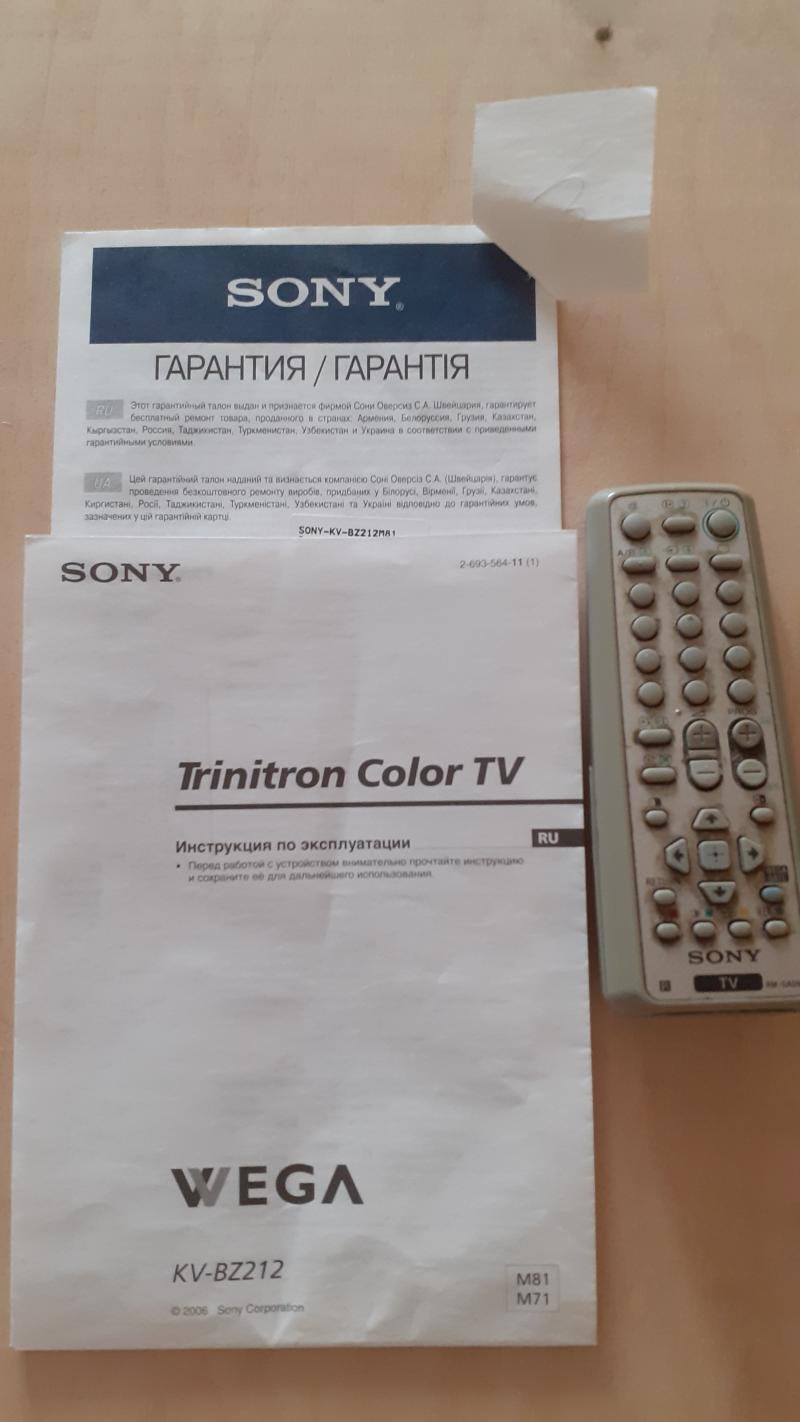 SONY®
ГАРАНТИЯ / ГАРАНТІЯ
RU Этот гарантийный талон выдан и признается фирмой Сони Оверсиз С.А. Швейцария, гарантирует
бесплатный ремонт товара, проданного в странах: Армения, Белоруссия, Грузия, Казахстан,
Кыргызстан, Россия, Таджикистан, Туркменистан, Узбекистан и Украина в соответствии с приведенными
гарантийными условиями.
UA Цей гарантійний талон наданий та визнається компанією Соні Оверсіз С.А. (Швейцарія), гарантує
проведення безкоштовного ремонту виробів, придбаних у Білорусі, Вірменії, Грузії, Казахстані,
Киргистані, Росії, Таджикистані, Туркменістані, Узбекистані та Україні відповідно до гарантійних умов,
зазначених у цій гарантійній картці.
SONY-KV-BZ212M81
SONY®
2-693-564-11 (1)
Trinitron Color TV
Инструкция по эксплуатации
RU
• Перед работой с устройством внимательно прочтайте инструкцию
и сохраните её для дальнейшего использования.
WEGA
KV-BZ212
M81
M71
© 2006 Sony Corporation
PROG
RETURN
SONY
TV